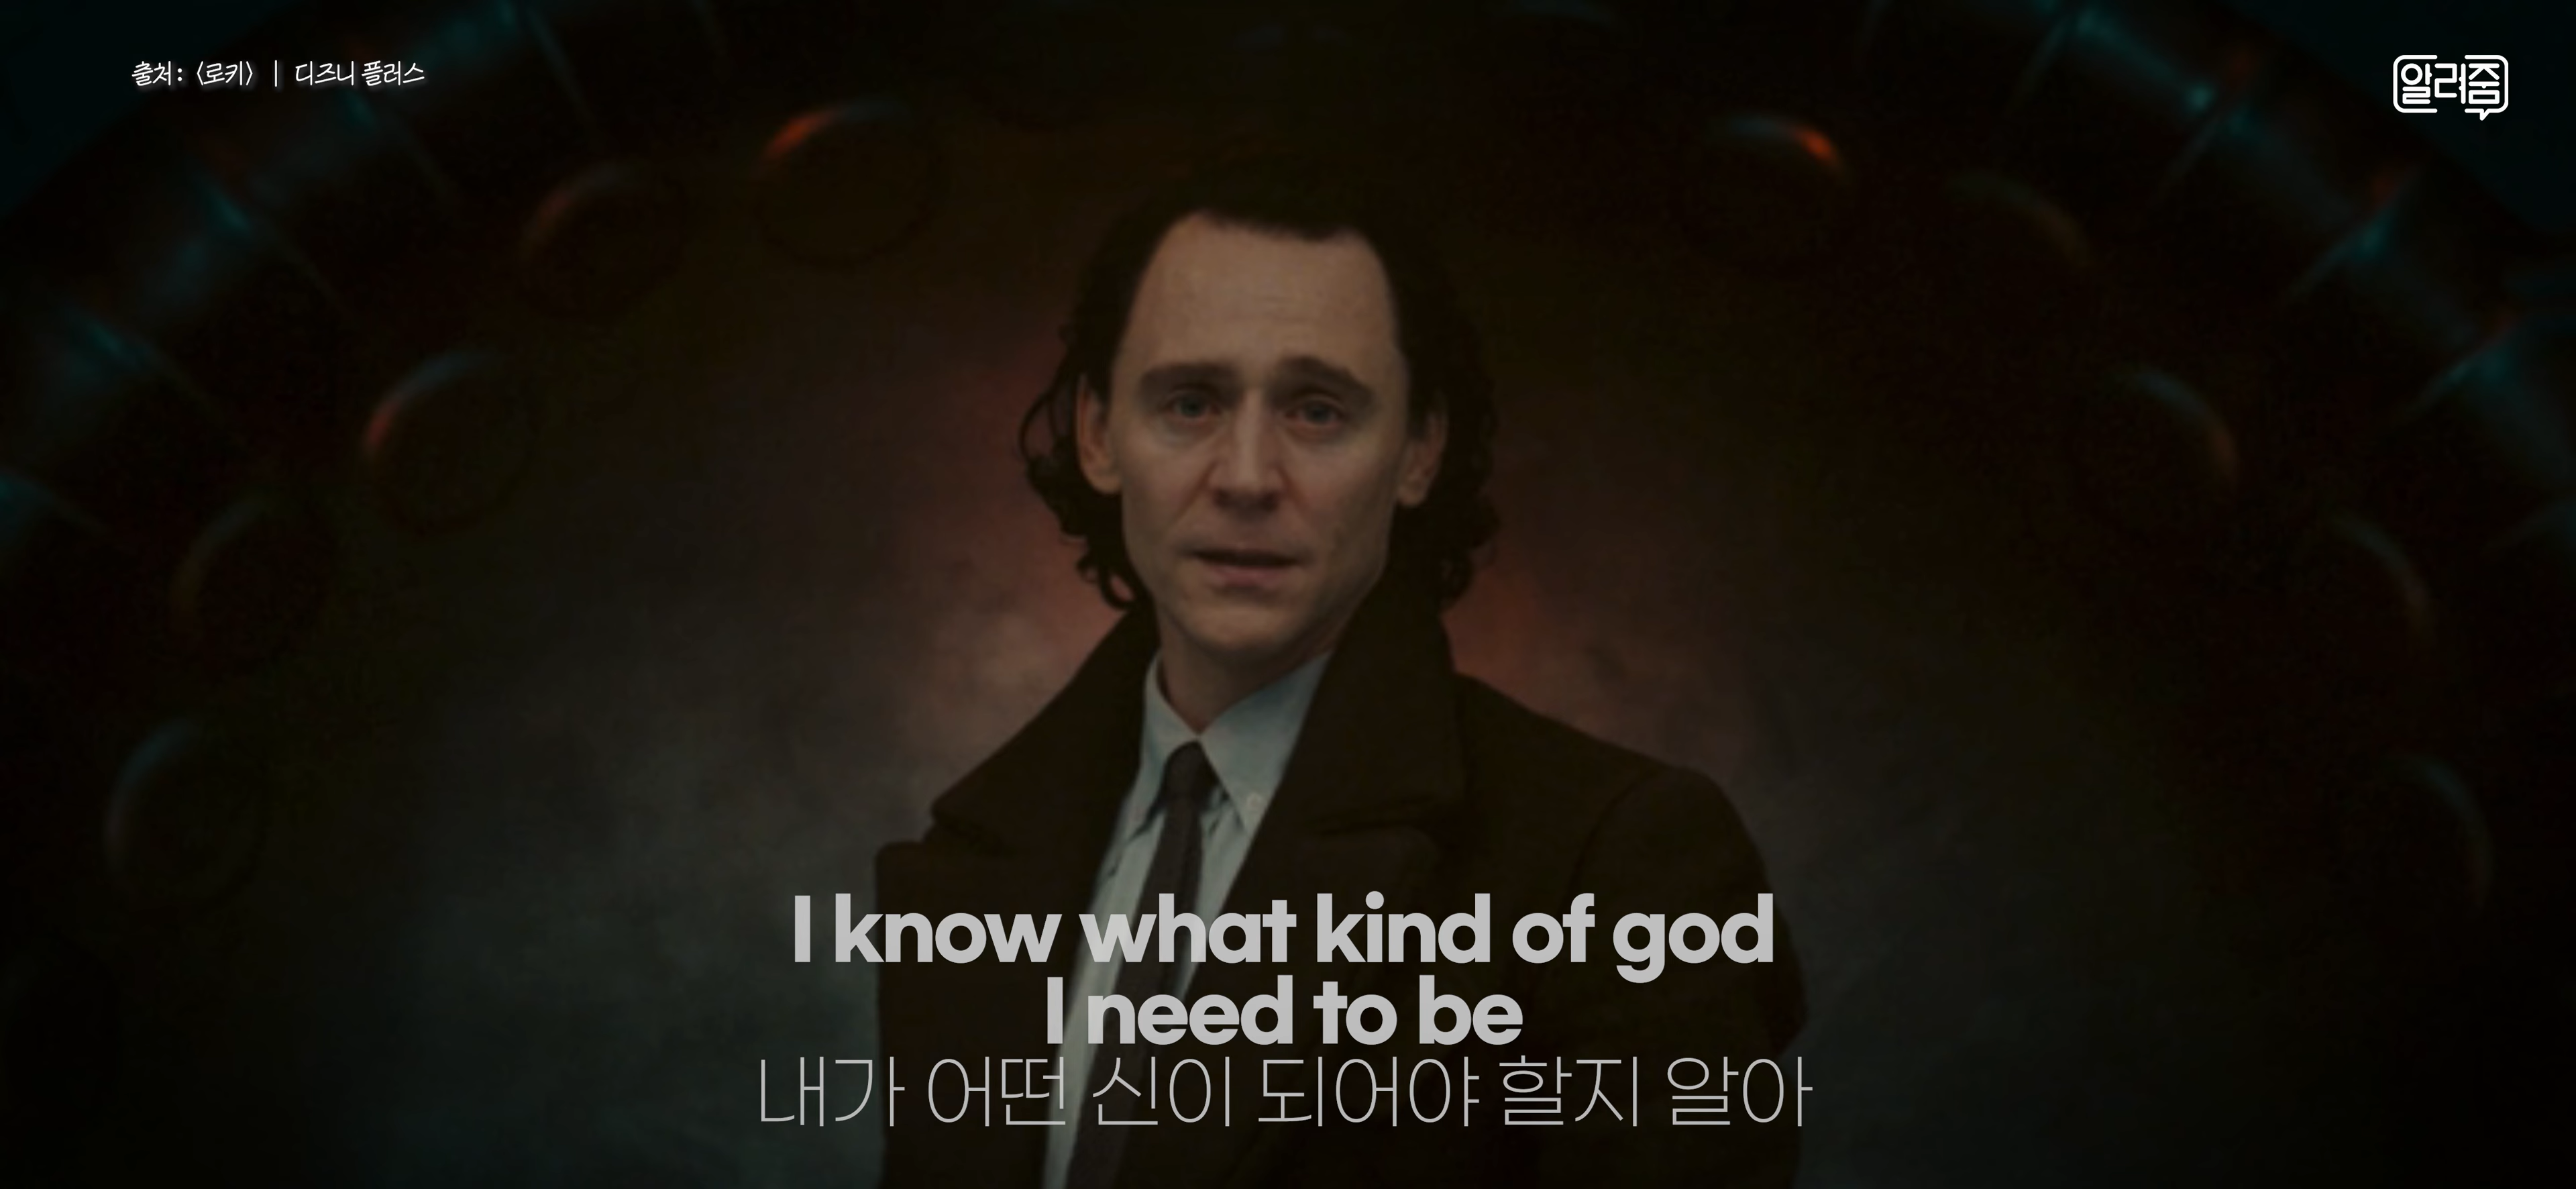 출처 : 〈로키〉 | 디즈니 플러스
알려줌
I know what kind of god
I need to be
내가 어떤 신이 되어야 할지 알아